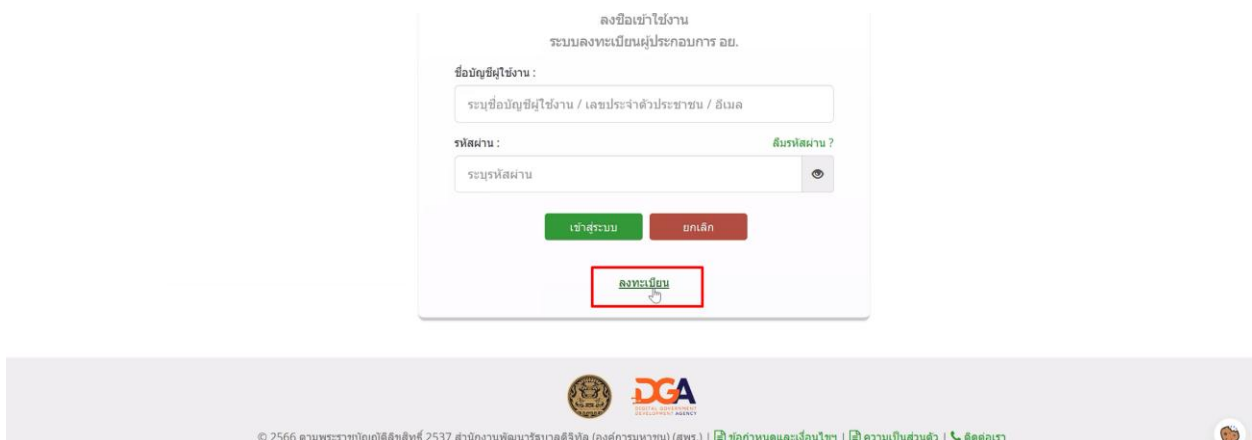 ลงชื่อเข้าใช้งาน
ระบบลงทะเบียนผู้ประกอบการ อย.
ชื่อบัญชีผู้ใช้งาน :
ระบุชื่อบัญชีผู้ใช้งาน / เลขประจำตัวประชาชน / อีเมล
รหัสผ่าน :
ลืมรหัสผ่าน ?
ระบุรหัสผ่าน
เข้าสู่ระบบ
ยกเลิก
ลงทะเบียน
DGA
DIGITAL GOVERNMENT
DEVELOPMENT AGENCY
© 2566 ตามพระราชบัญญัติลิขสิทธิ์ 2537 สำนักงานพัฒนารัฐบาลดิจิทัล (องค์การมหาชน) (สพร.) | ข้อกำหนดและเงื่อนไขฯ | ความเป็นส่วนตัว | ติดต่อเรา